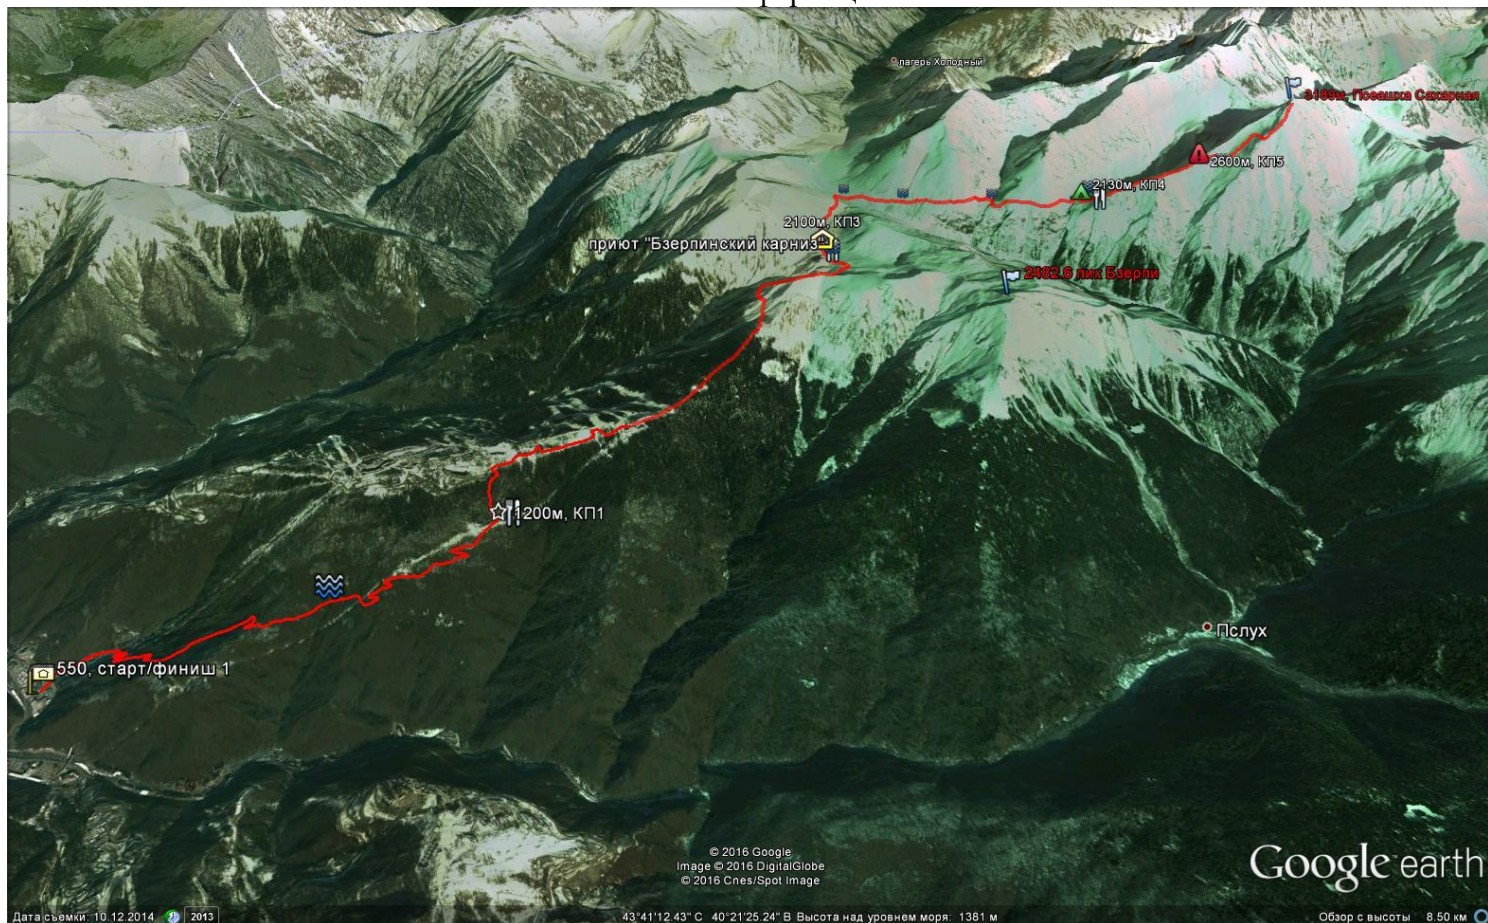 лагерь Холодный
3189м, Псеашха Сахарная
2600м, КП5
2130м, КП4
2100м, КП3
приют "Бзерпинский карниз"
2482.6 пик Бзерпи
1200м, КП1
Пслух
550, старт/финиш 1
© 2016 Google
Image © 2016 DigitalGlobe
© 2016 Cnes/Spot Image
Google earth
Дата съемки: 10.12.2014 2013 43°41'12.43" С 40°21'25.24" В Высота над уровнем моря: 1381 м Обзор с высоты 8.50 км